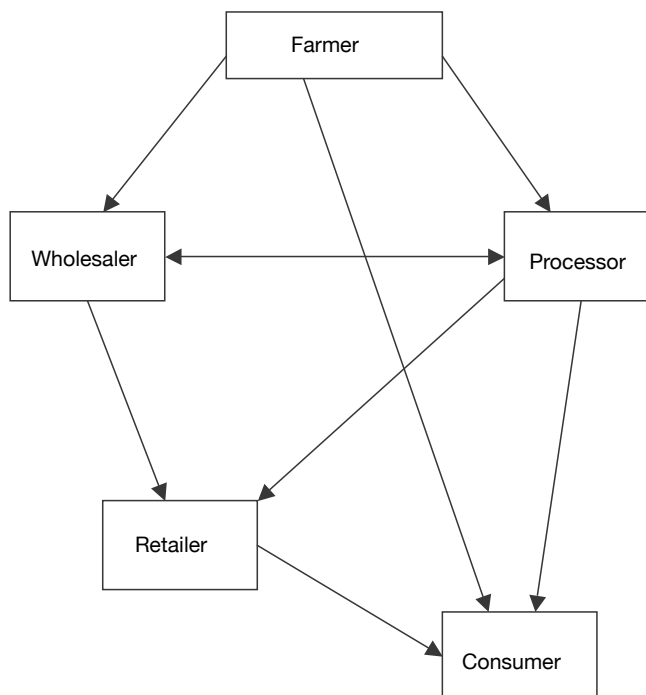 Farmer
Wholesaler
Processor
Retailer
Consumer